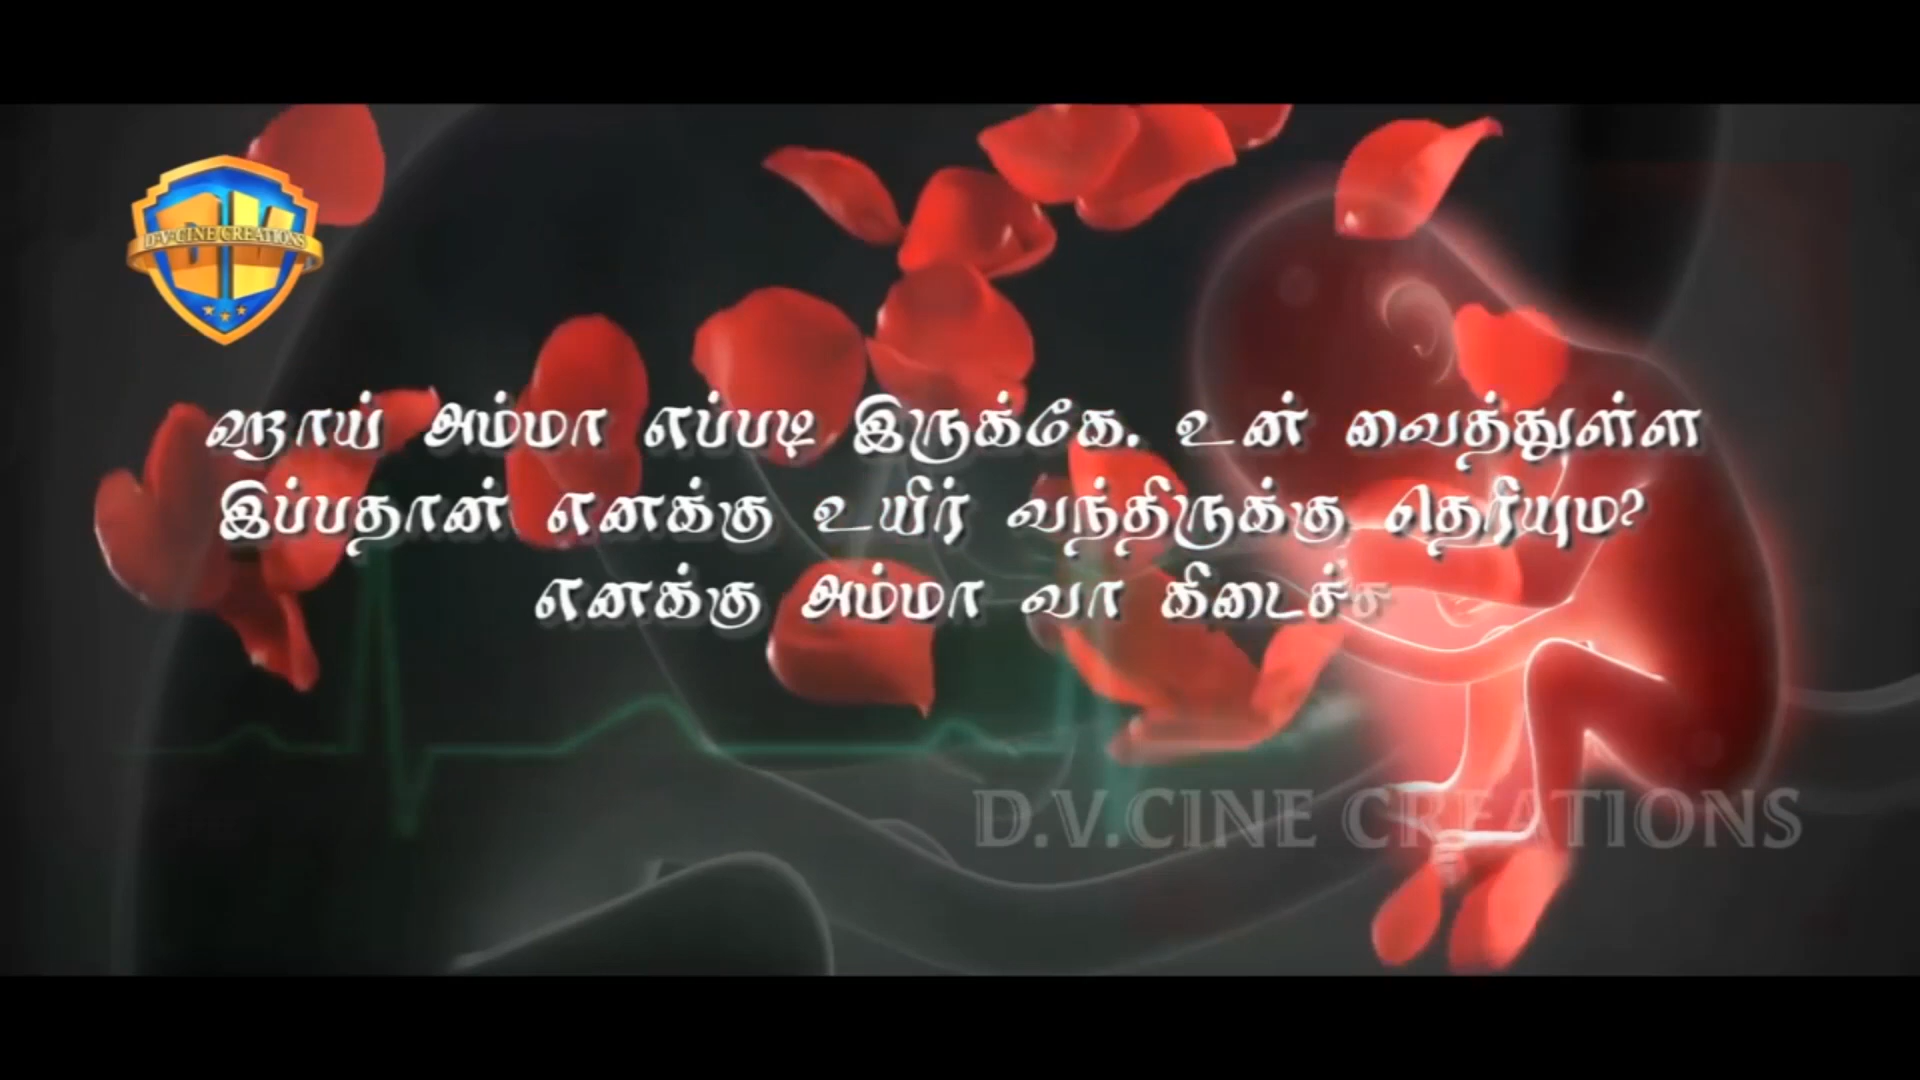 D.V.CINE CREATIONS
ஹாய் அம்மா எப்படி இருக்கே. உன் வைத்துள்ள
இப்பதான் எனக்கு உயிர் வந்திருக்கு தெரியும?
எனக்கு அம்மா வா கிடைச்ச
D.V.CINE CREATIONS